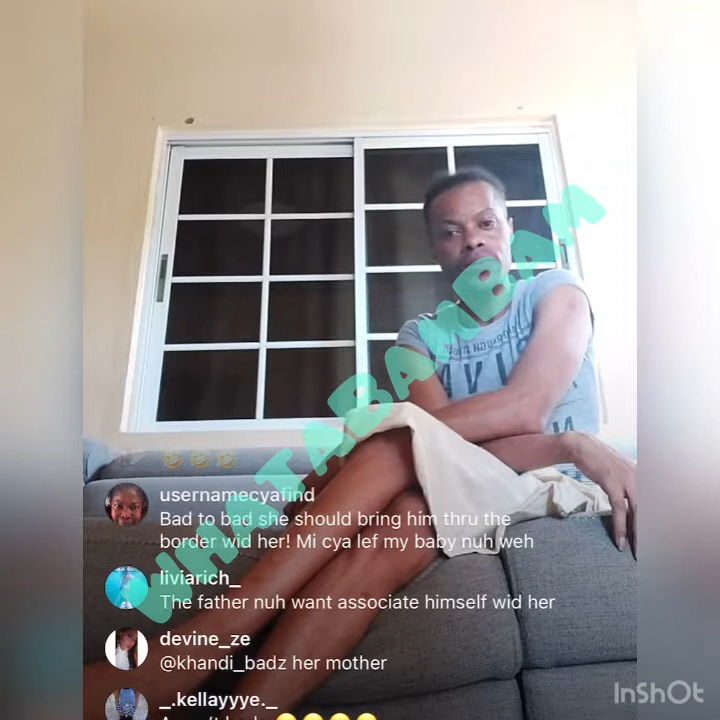 WHATABAMBAM
usernamecyafind
Bad to bad she should bring him thru the
border wid her! Mi cya lef my baby nuh weh
liviarich_
The father nuh want associate himself wid her
devine_ze
@khandi_badz her mother
_.kellayyye._
InShOt